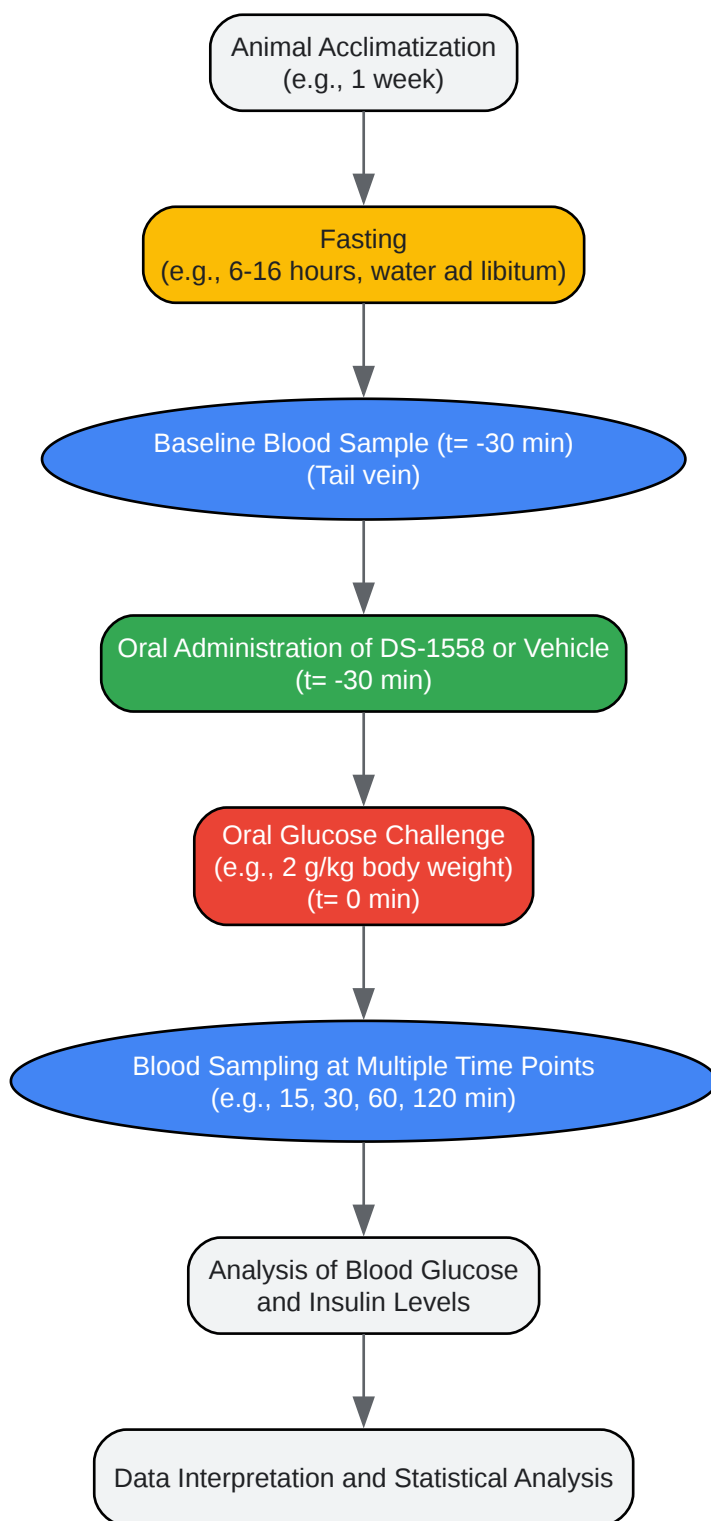 Animal Acclimatization
(e.g., 1 week)
Fasting
(e.g., 6-16 hours, water ad libitum)
Baseline Blood Sample (t= -30 min)
(Tail vein)
Oral Administration of DS-1558 or Vehicle
(t= -30 min)
Oral Glucose Challenge
(e.g., 2 g/kg body weight)
(t= 0 min)
Blood Sampling at Multiple Time Points
(e.g., 15, 30, 60, 120 min)
Analysis of Blood Glucose
and Insulin Levels
Data Interpretation and Statistical Analysis